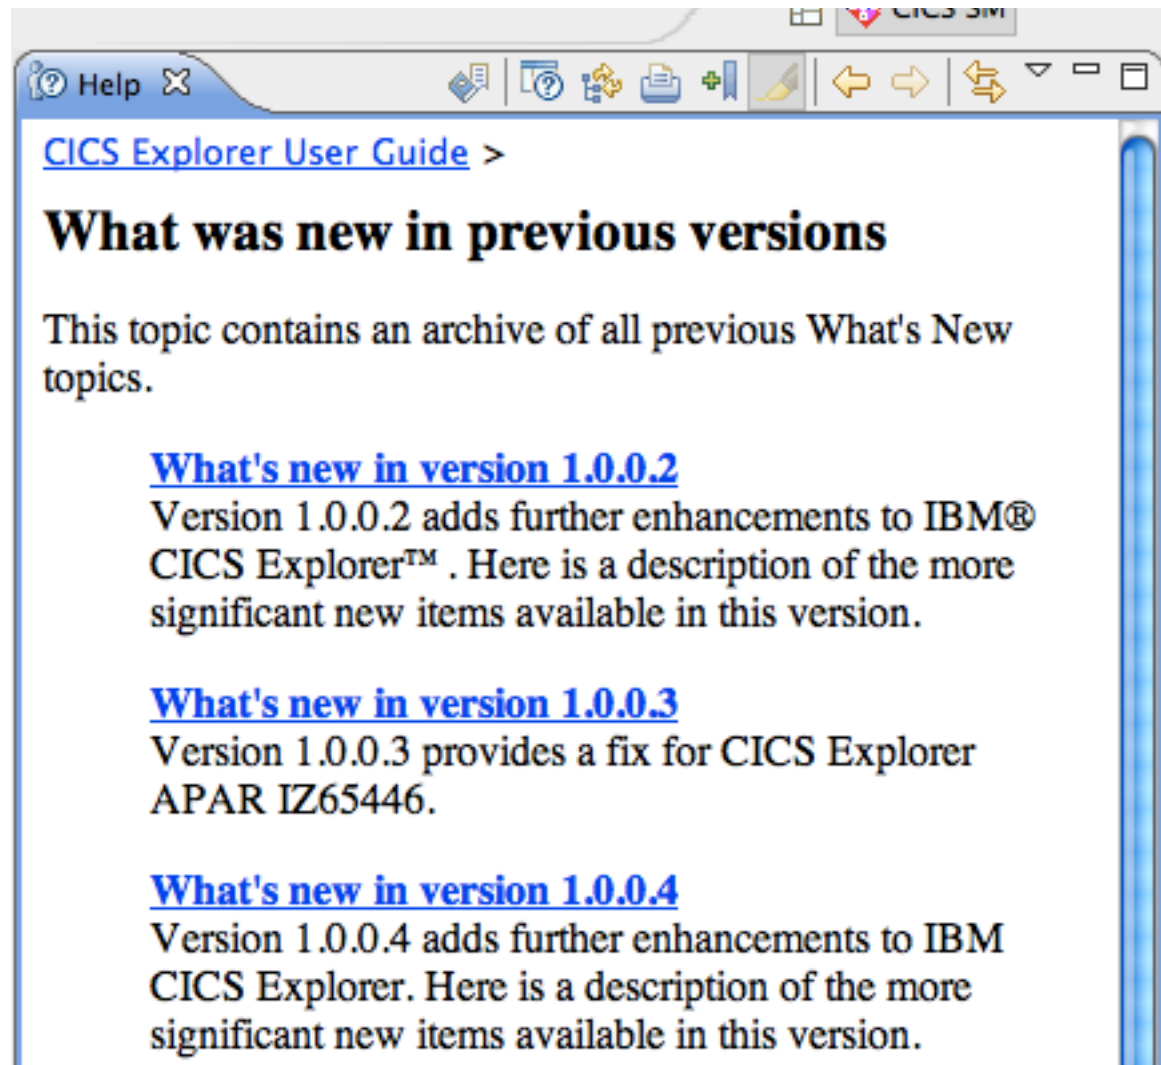 CICS SM
Help
CICS Explorer User Guide >
What was new in previous versions
This topic contains an archive of all previous What's New
topics.
What's new in version 1.0.0.2
Version 1.0.0.2 adds further enhancements to IBM®
CICS Explorer™ . Here is a description of the more
significant new items available in this version.
What's new in version 1.0.0.3
Version 1.0.0.3 provides a fix for CICS Explorer
APAR IZ65446.
What's new in version 1.0.0.4
Version 1.0.0.4 adds further enhancements to IBM
CICS Explorer. Here is a description of the more
significant new items available in this version.